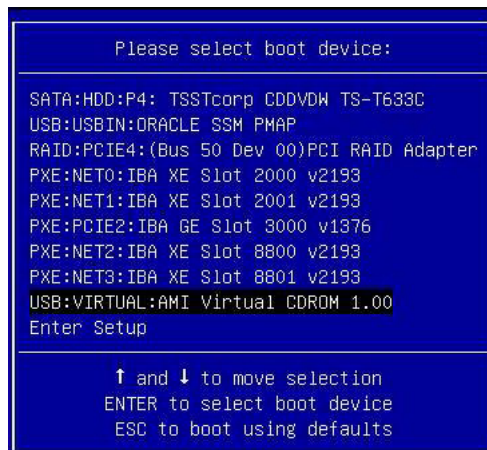 Please select boot device:
SATA:HDD:P4: TSSTcorp CDDVDW TS-T633C
USB:USBIN:ORACLE SSM PMAP
RAID:PCIE4:(Bus 50 Dev 00)PCI RAID Adapter
PXE:NET0:IBA XE Slot 2000 v2193
PXE:NET1:IBA XE Slot 2001 v2193
PXE:PCIE2:IBA GE Slot 3000 v1376
PXE:NET2:IBA XE Slot 8800 v2193
PXE:NET3:IBA XE Slot 8801 v2193
USB:VIRTUAL:AMI Virtual CDROM 1.00
Enter Setup
↑ and ↓ to move selection
ENTER to select boot device
ESC to boot using defaults